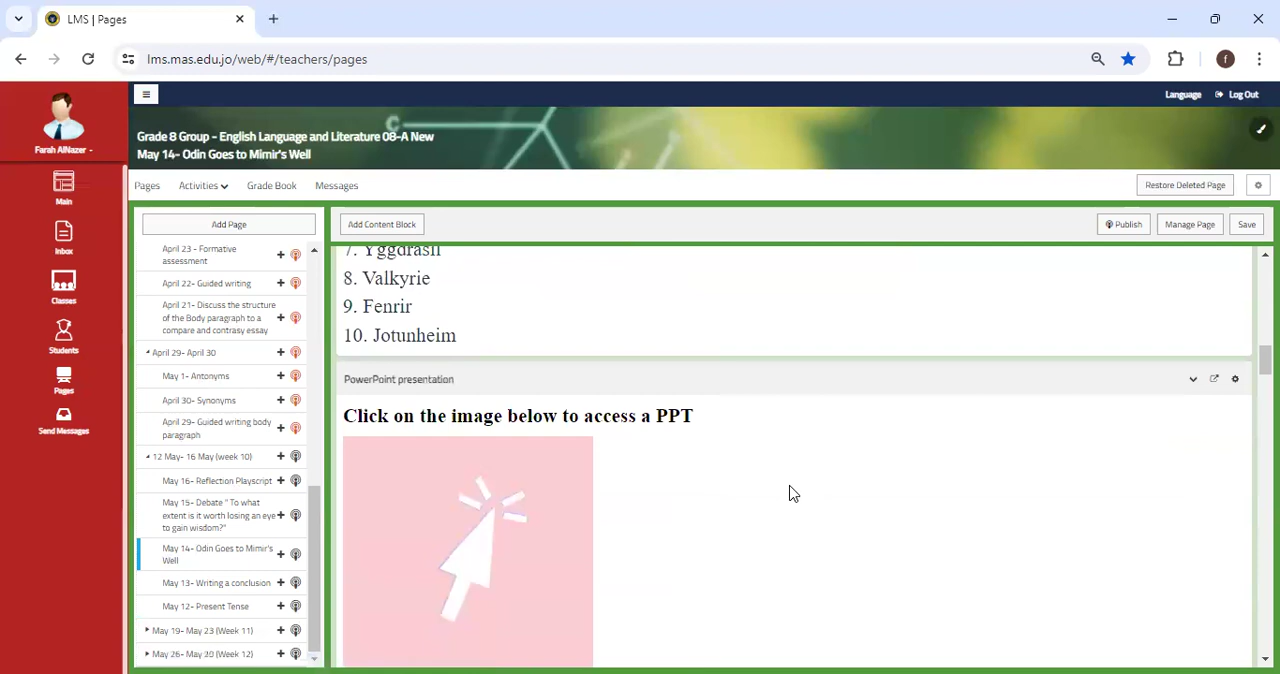 LMS | Pages
lms.mas.edu.jo/web/#/teachers/pages
f
Language
Log Out
Farah AlNazer
Grade 8 Group - English Language and Literature 08-A New
May 14- Odin Goes to Mimir's Well
Pages
Activities
Grade Book
Messages
Restore Deleted Page
Main
Inbox
Classes
Students
Pages
Send Messages
Add Page
April 23 - Formative
assessment
April 22- Guided writing
April 21- Discuss the structure
of the Body paragraph to a
compare and contrasy essay
April 29- April 30
May 1- Antonyms
April 30- Synonyms
April 29- Guided writing body
paragraph
12 May- 16 May (week 10)
May 16- Reflection Playscript
May 15- Debate " To what
extent is it worth losing an eye
to gain wisdom?"
May 14- Odin Goes to Mimir's
Well
May 13- Writing a conclusion
May 12- Present Tense
May 19- May 23 (Week 11)
May 26- May 20 (Week 12)
Add Content Block
Publish
Manage Page
Save
7. Yggdrasil
8. Valkyrie
9. Fenrir
10. Jotunheim
PowerPoint presentation
Click on the image below to access a PPT